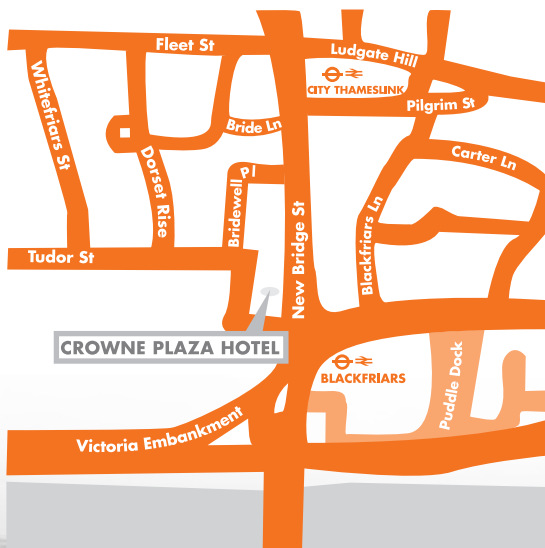 Fleet St
Ludgate Hill
CITY THAMESLINK
Pilgrim St
Whitefriars St
Bride Ln
Carter Ln
Dorset Rise
Bridewell Pl
New Bridge St
Blackfriars Ln
Tudor St
CROWNE PLAZA HOTEL
BLACKFRIARS
Puddle Dock
Victoria Embankment